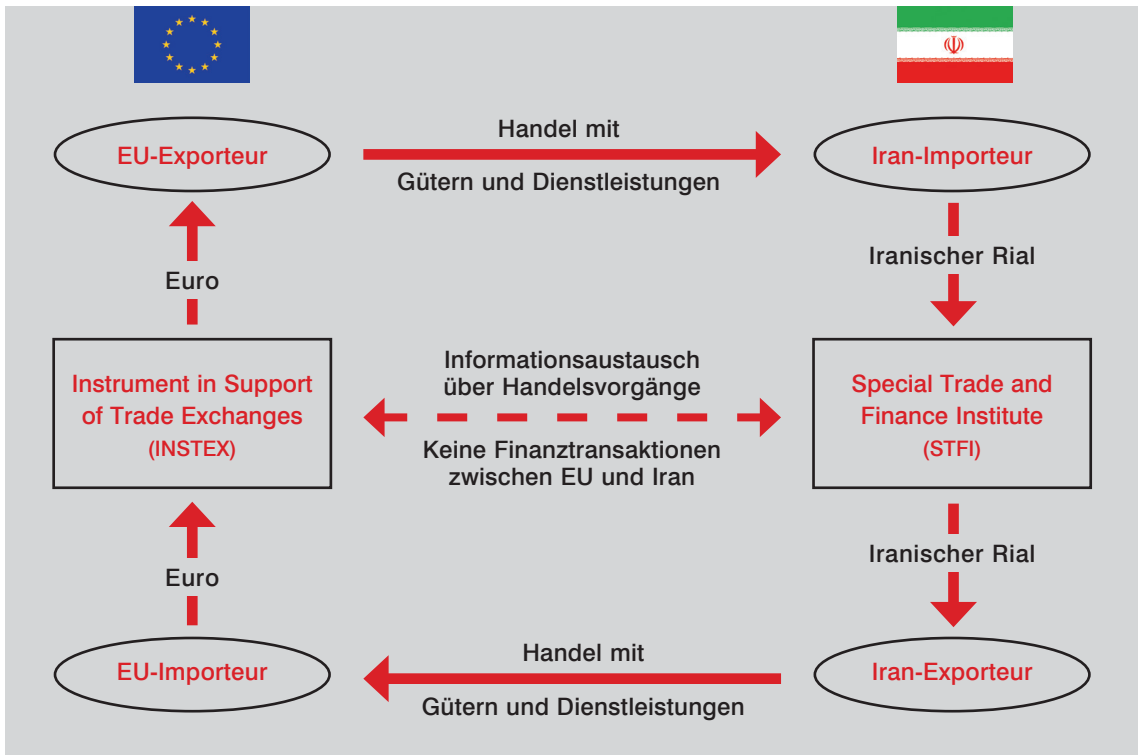 EU-Exporteur
Handel mit
Gütern und Dienstleistungen
Iran-Importeur
Euro
Iranischer Rial
Instrument in Support
of Trade Exchanges
(INSTEX)
Informationsaustausch
über Handelsvorgänge
Keine Finanztransaktionen
zwischen EU und Iran
Special Trade and
Finance Institute
(STFI)
Euro
Iranischer Rial
EU-Importeur
Handel mit
Gütern und Dienstleistungen
Iran-Exporteur